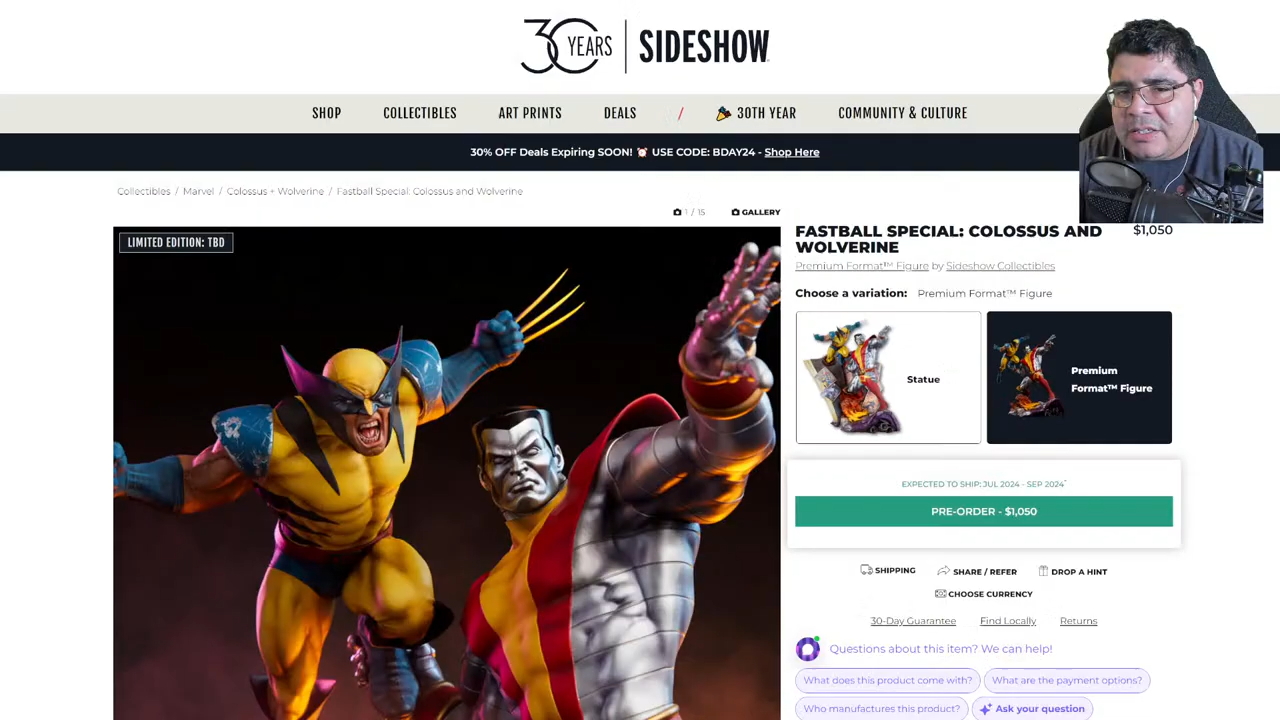 30 YEARS | SIDESHOW
SHOP COLLECTIBLES ART PRINTS DEALS / 30TH YEAR COMMUNITY & CULTURE
30% OFF Deals Expiring SOON! ⏰ USE CODE: BDAY24 - Shop Here
Collectibles / Marvel / Colossus + Wolverine / Fastball Special: Colossus and Wolverine
1 / 15 GALLERY
LIMITED EDITION: TBD
FASTBALL SPECIAL: COLOSSUS AND WOLVERINE
$1,050
Premium Format™ Figure by Sideshow Collectibles
Choose a variation: Premium Format™ Figure
Statue
Premium
Format™ Figure
EXPECTED TO SHIP: JUL 2024 - SEP 2024*
PRE-ORDER - $1,050
SHIPPING SHARE / REFER DROP A HINT
CHOOSE CURRENCY
30-Day Guarantee Find Locally Returns
Questions about this item? We can help!
What does this product come with? What are the payment options?
Who manufactures this product? Ask your question